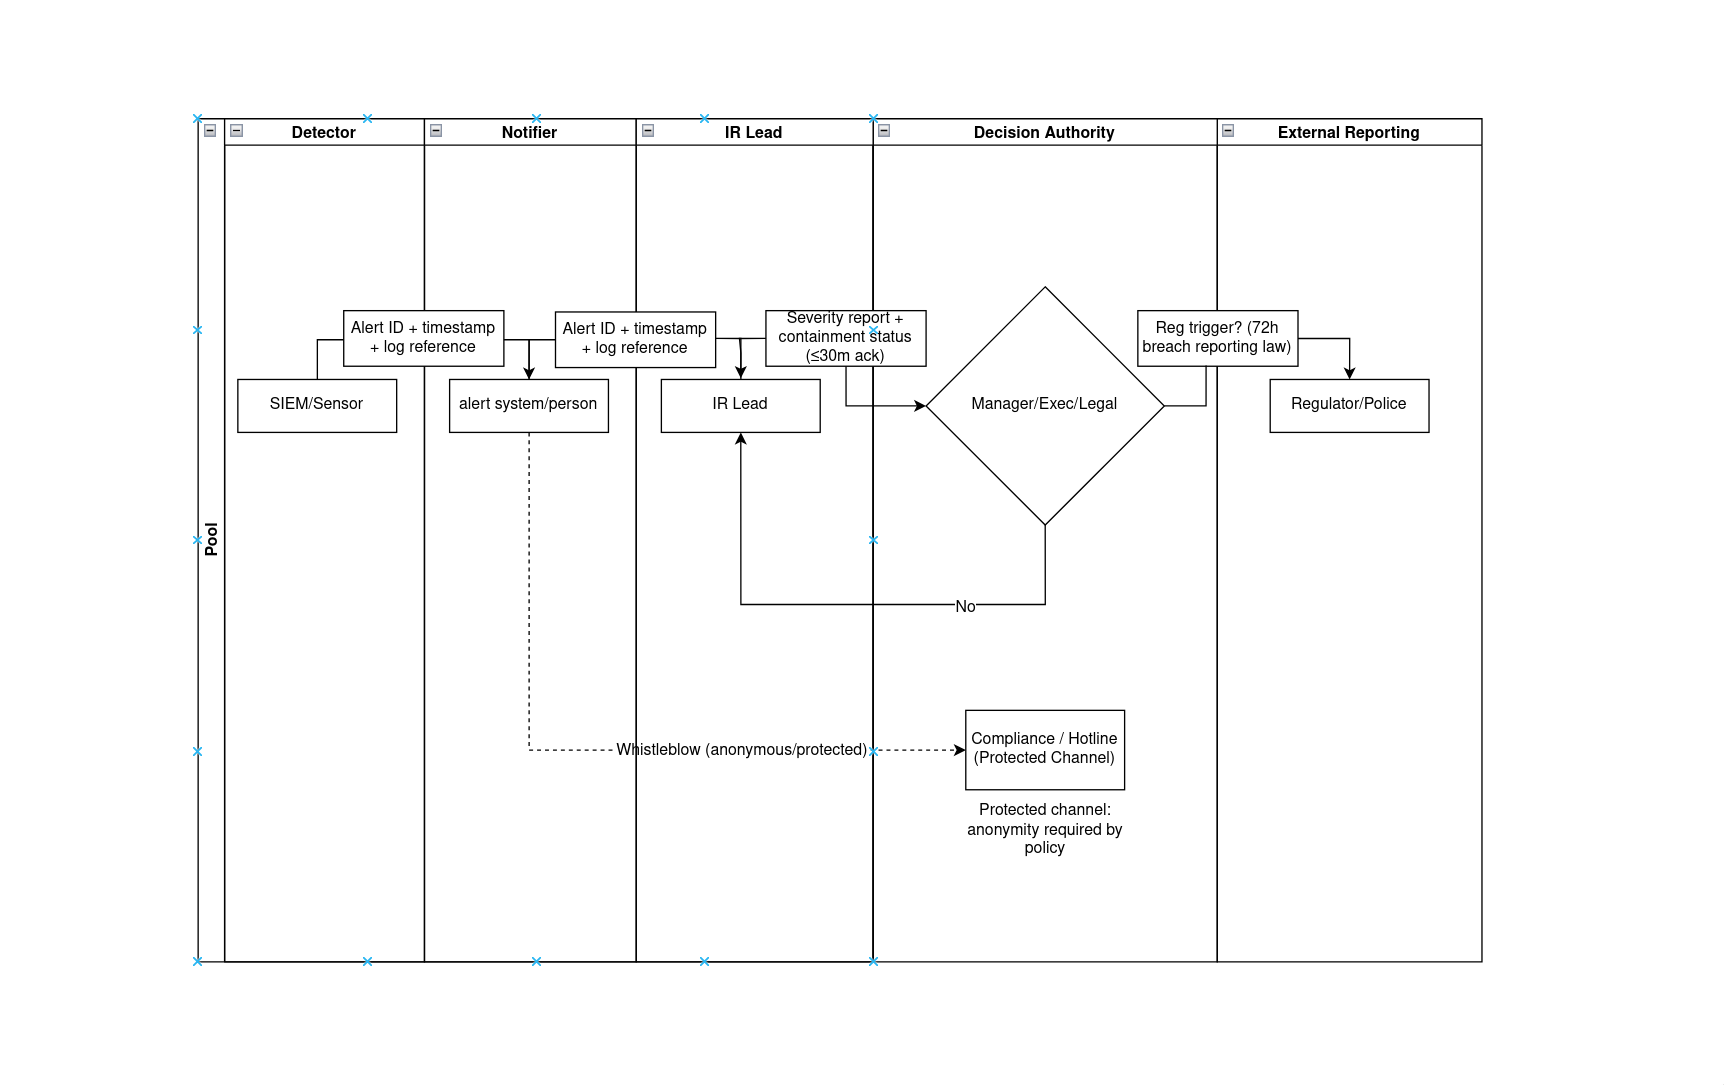 Detector
Notifier
IR Lead
Decision Authority
External Reporting
Pool
Alert ID + timestamp
+ log reference
Alert ID + timestamp
+ log reference
Severity report +
containment status
(≤30m ack)
Reg trigger? (72h
breach reporting law)
SIEM/Sensor
alert system/person
IR Lead
Manager/Exec/Legal
Regulator/Police
No
Whistleblow (anonymous/protected)
Compliance / Hotline
(Protected Channel)
Protected channel:
anonymity required by
policy